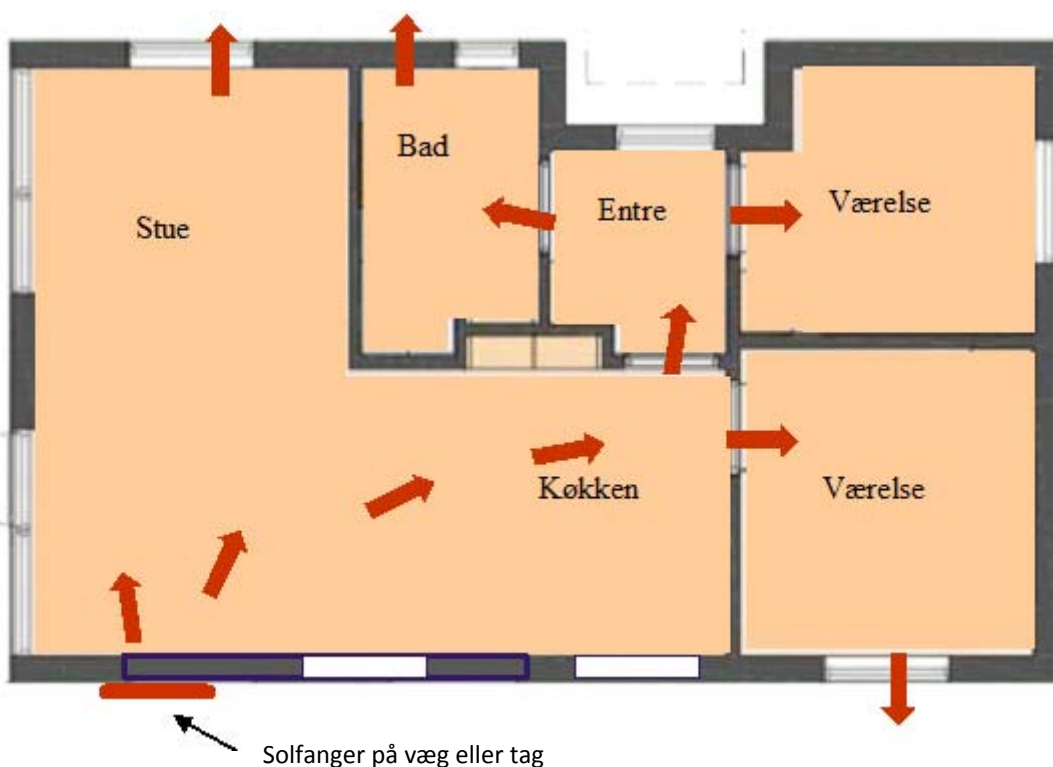 Bad
Stue
Entre
Værelse
Køkken
Værelse
Solfanger på væg eller tag